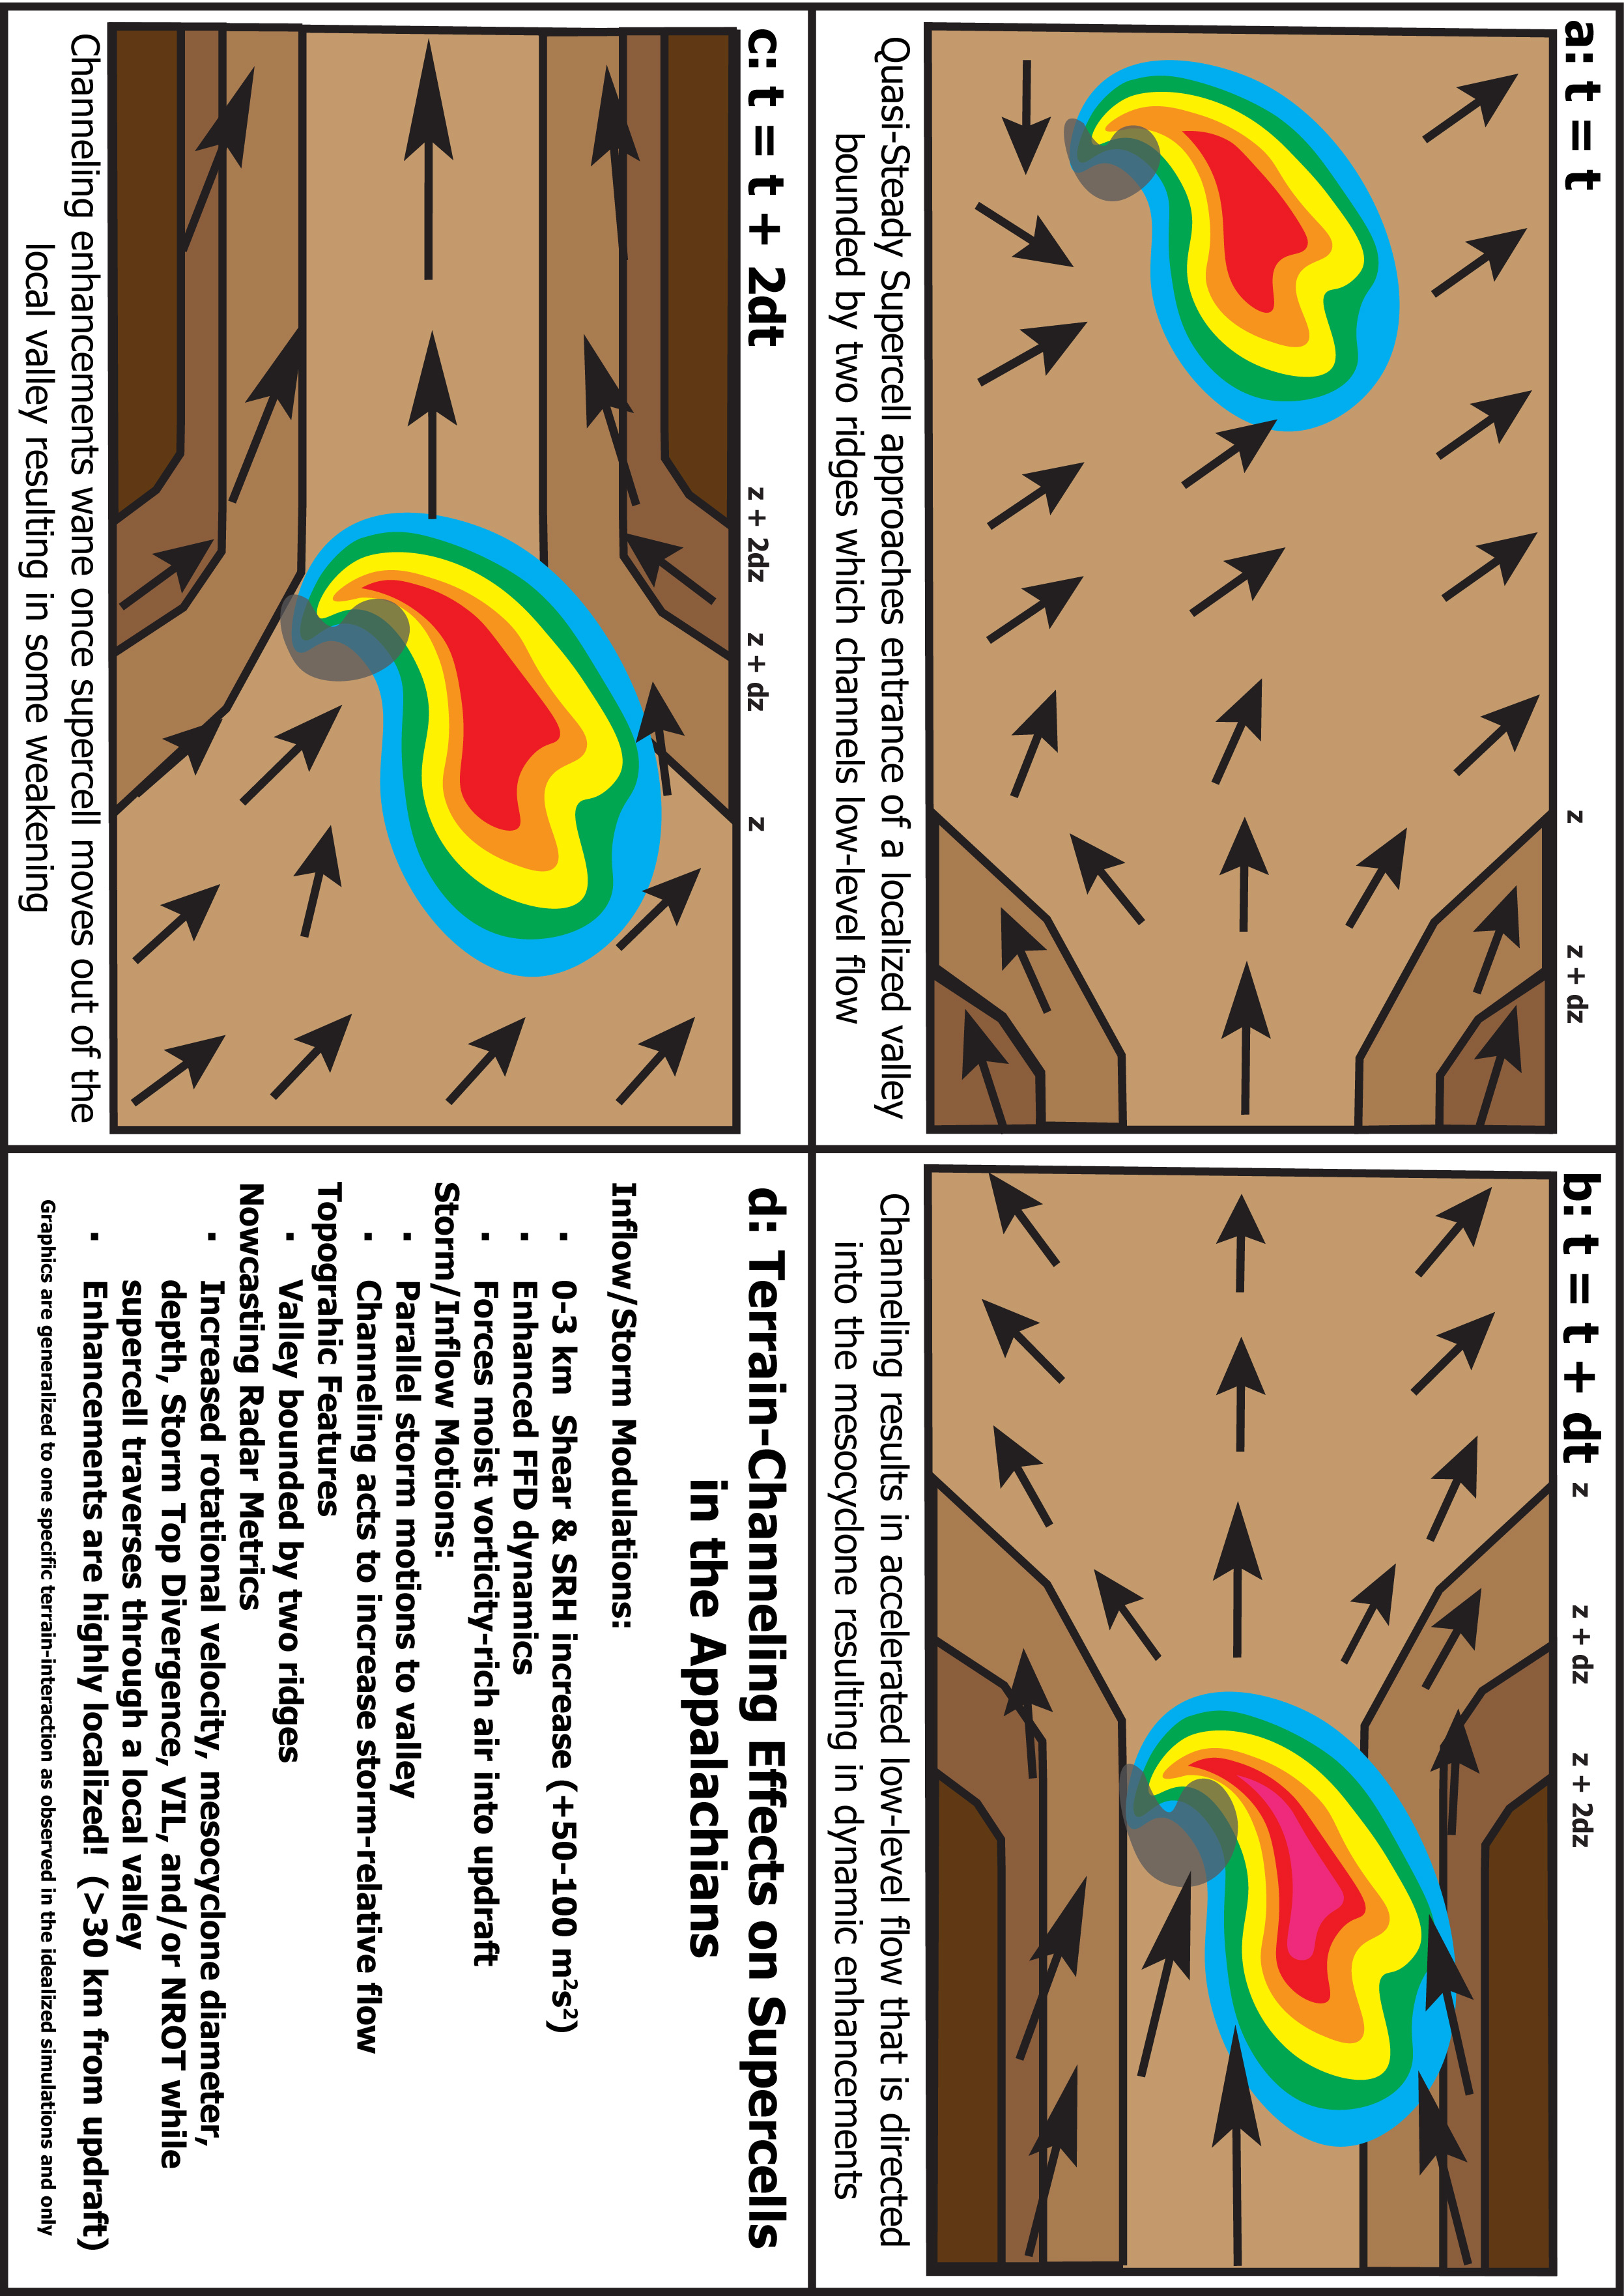 a: t = t
z
z + dz
Quasi-Steady Supercell approaches entrance of a localized valley
bounded by two ridges which channels low-level flow
b: t = t + dt
z
z + dz
z + 2dz
Channeling results in accelerated low-level flow that is directed
into the mesocyclone resulting in dynamic enhancements
c: t = t + 2dt
z + 2dz
z + dz
z
Channeling enhancements wane once supercell moves out of the
local valley resulting in some weakening
d: Terrain-Channeling Effects on Supercells
in the Appalachians
Inflow/Storm Modulations:
· 0-3 km Shear & SRH increase (+50-100 m²s²)
· Enhanced FFD dynamics
· Forces moist vorticity-rich air into updraft
Storm/Inflow Motions:
· Parallel storm motions to valley
· Channeling acts to increase storm-relative flow
Topograhic Features
· Valley bounded by two ridges
Nowcasting Radar Metrics
· Increased rotational velocity, mesocyclone diameter,
depth, Storm Top Divergence, VIL, and/or NROT while
supercell traverses through a local valley
· Enhancements are highly localized! (>30 km from updraft)
Graphics are generalized to one specific terrain-interaction as observed in the idealized simulations and only